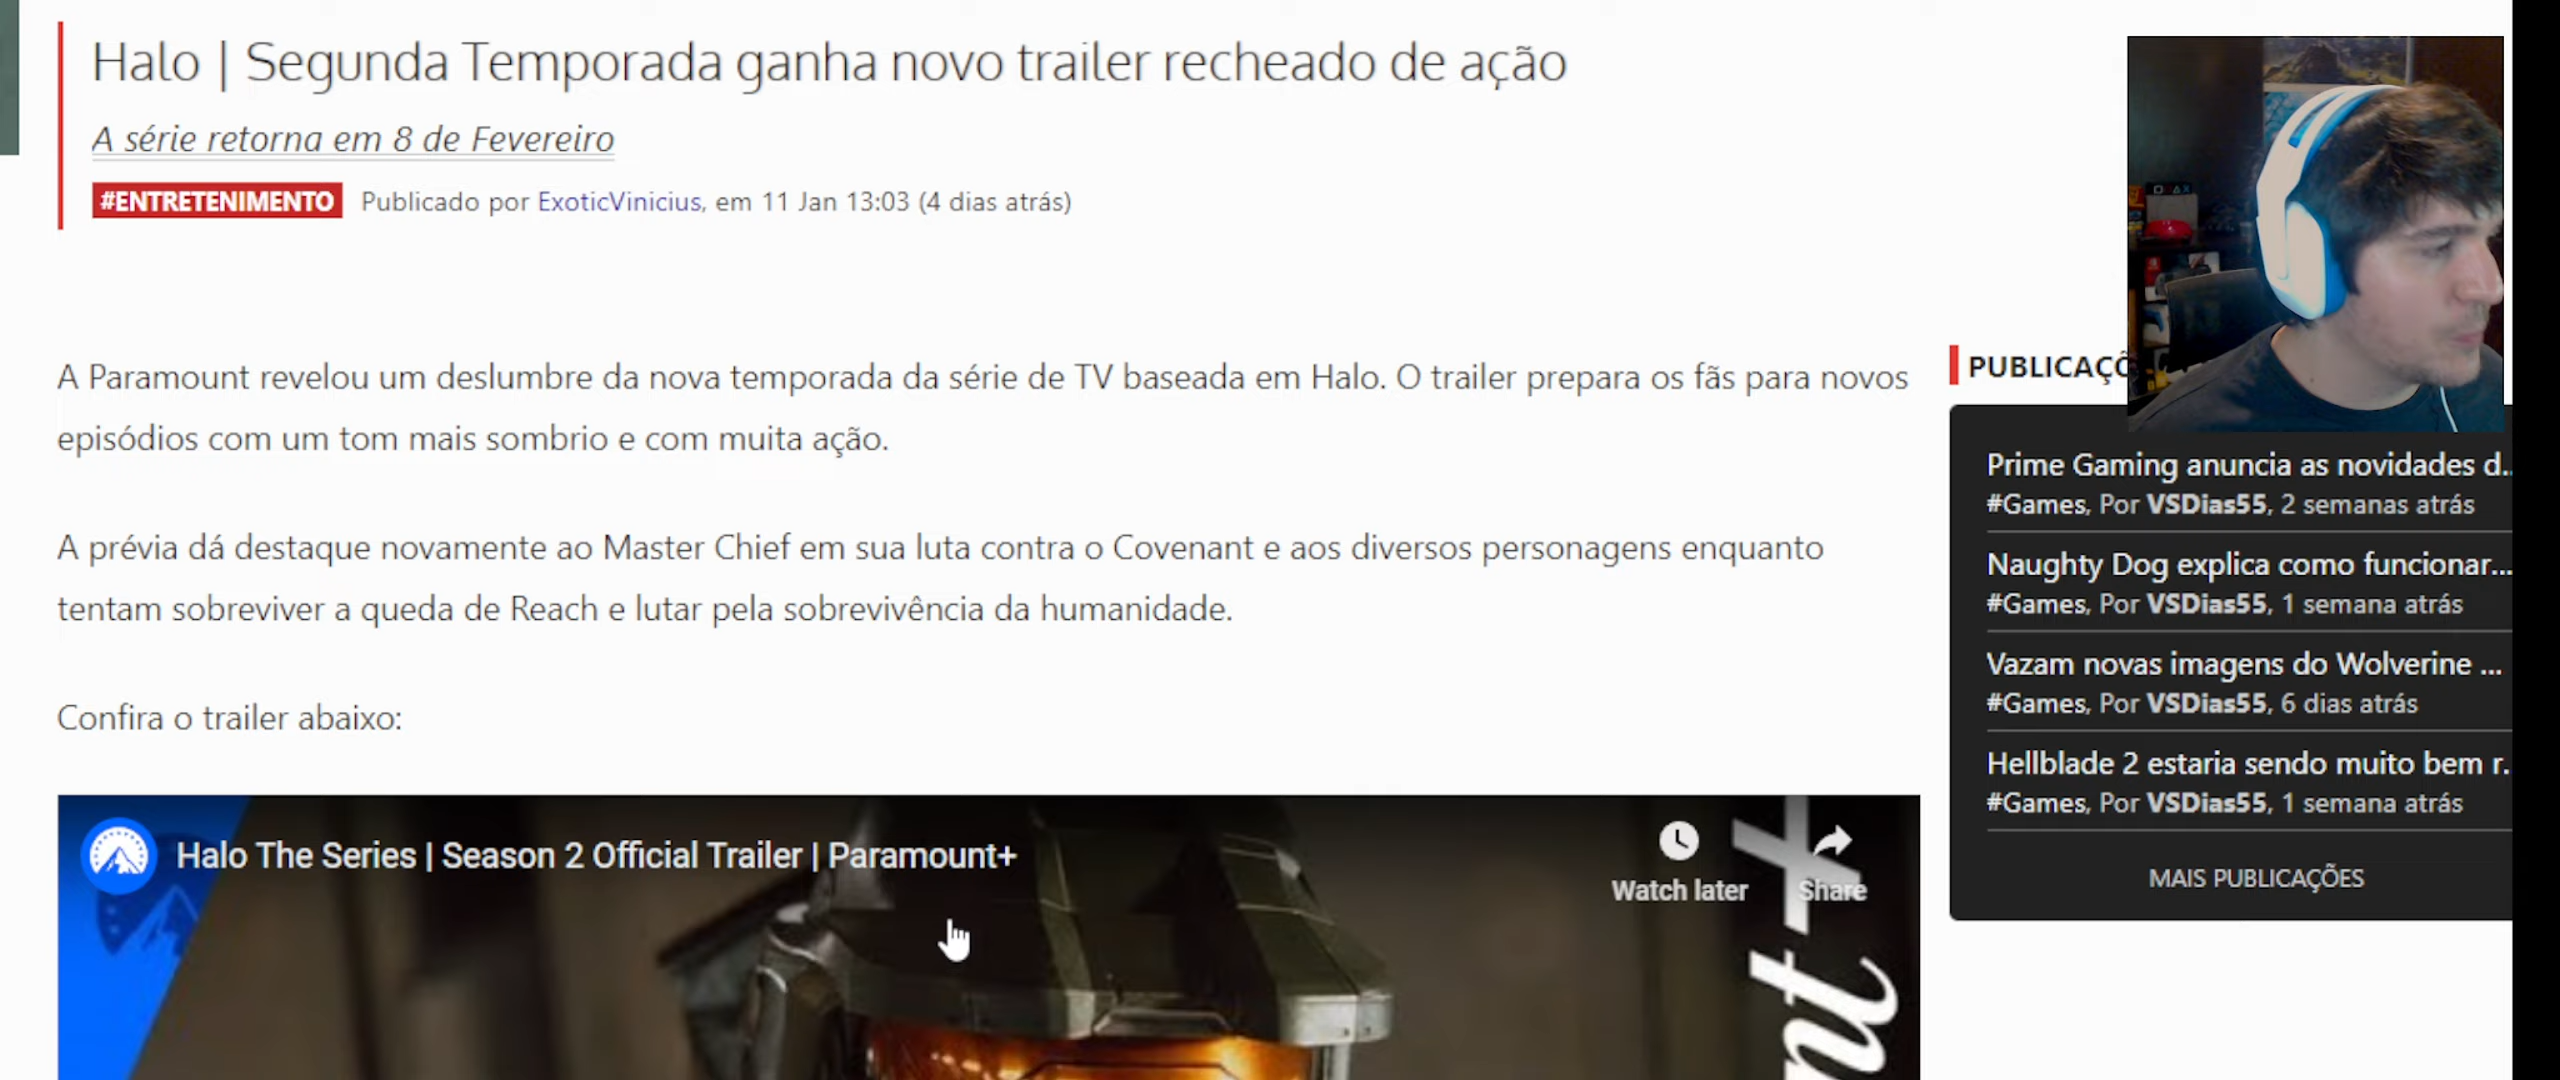 Halo | Segunda Temporada ganha novo trailer recheado de ação
A série retorna em 8 de Fevereiro
#ENTRETENIMENTO Publicado por ExoticVinicius, em 11 Jan 13:03 (4 dias atrás)
A Paramount revelou um deslumbre da nova temporada da série de TV baseada em Halo. O trailer prepara os fãs para novos
episódios com um tom mais sombrio e com muita ação.
A prévia dá destaque novamente ao Master Chief em sua luta contra o Covenant e aos diversos personagens enquanto
tentam sobreviver a queda de Reach e lutar pela sobrevivência da humanidade.
Confira o trailer abaixo:
Halo The Series | Season 2 Official Trailer | Paramount+
Watch later
Share
nt+
PUBLICAÇÕ
Prime Gaming anuncia as novidades d..
#Games, Por VSDias55, 2 semanas atrás
Naughty Dog explica como funcionar...
#Games, Por VSDias55, 1 semana atrás
Vazam novas imagens do Wolverine ...
#Games, Por VSDias55, 6 dias atrás
Hellblade 2 estaria sendo muito bem r.
#Games, Por VSDias55, 1 semana atrás
MAIS PUBLICAÇÕES